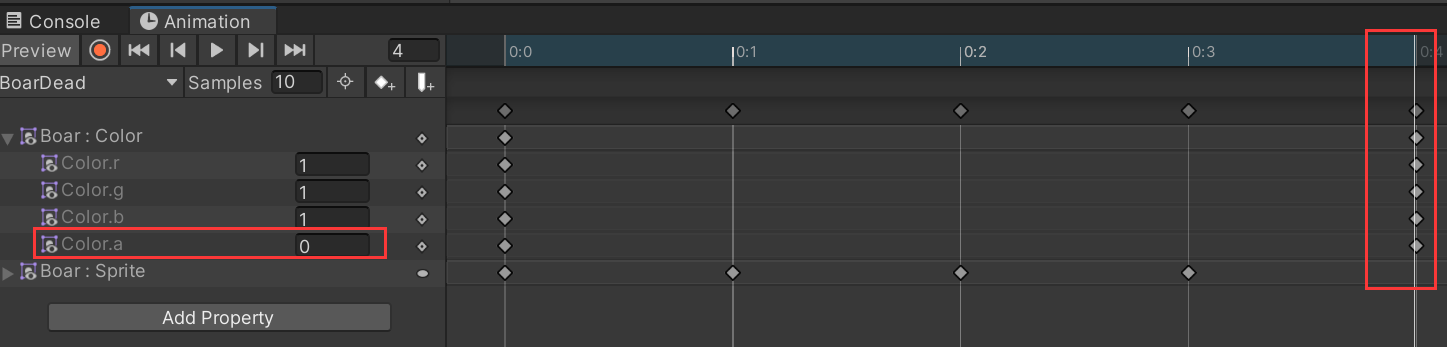 Console Animation
Preview 4 0:0 0:1 0:2 0:3 0:4
BoarDead Samples 10
Boar : Color
Color.r 1
Color.g 1
Color.b 1
Color.a 0
Boar : Sprite
Add Property